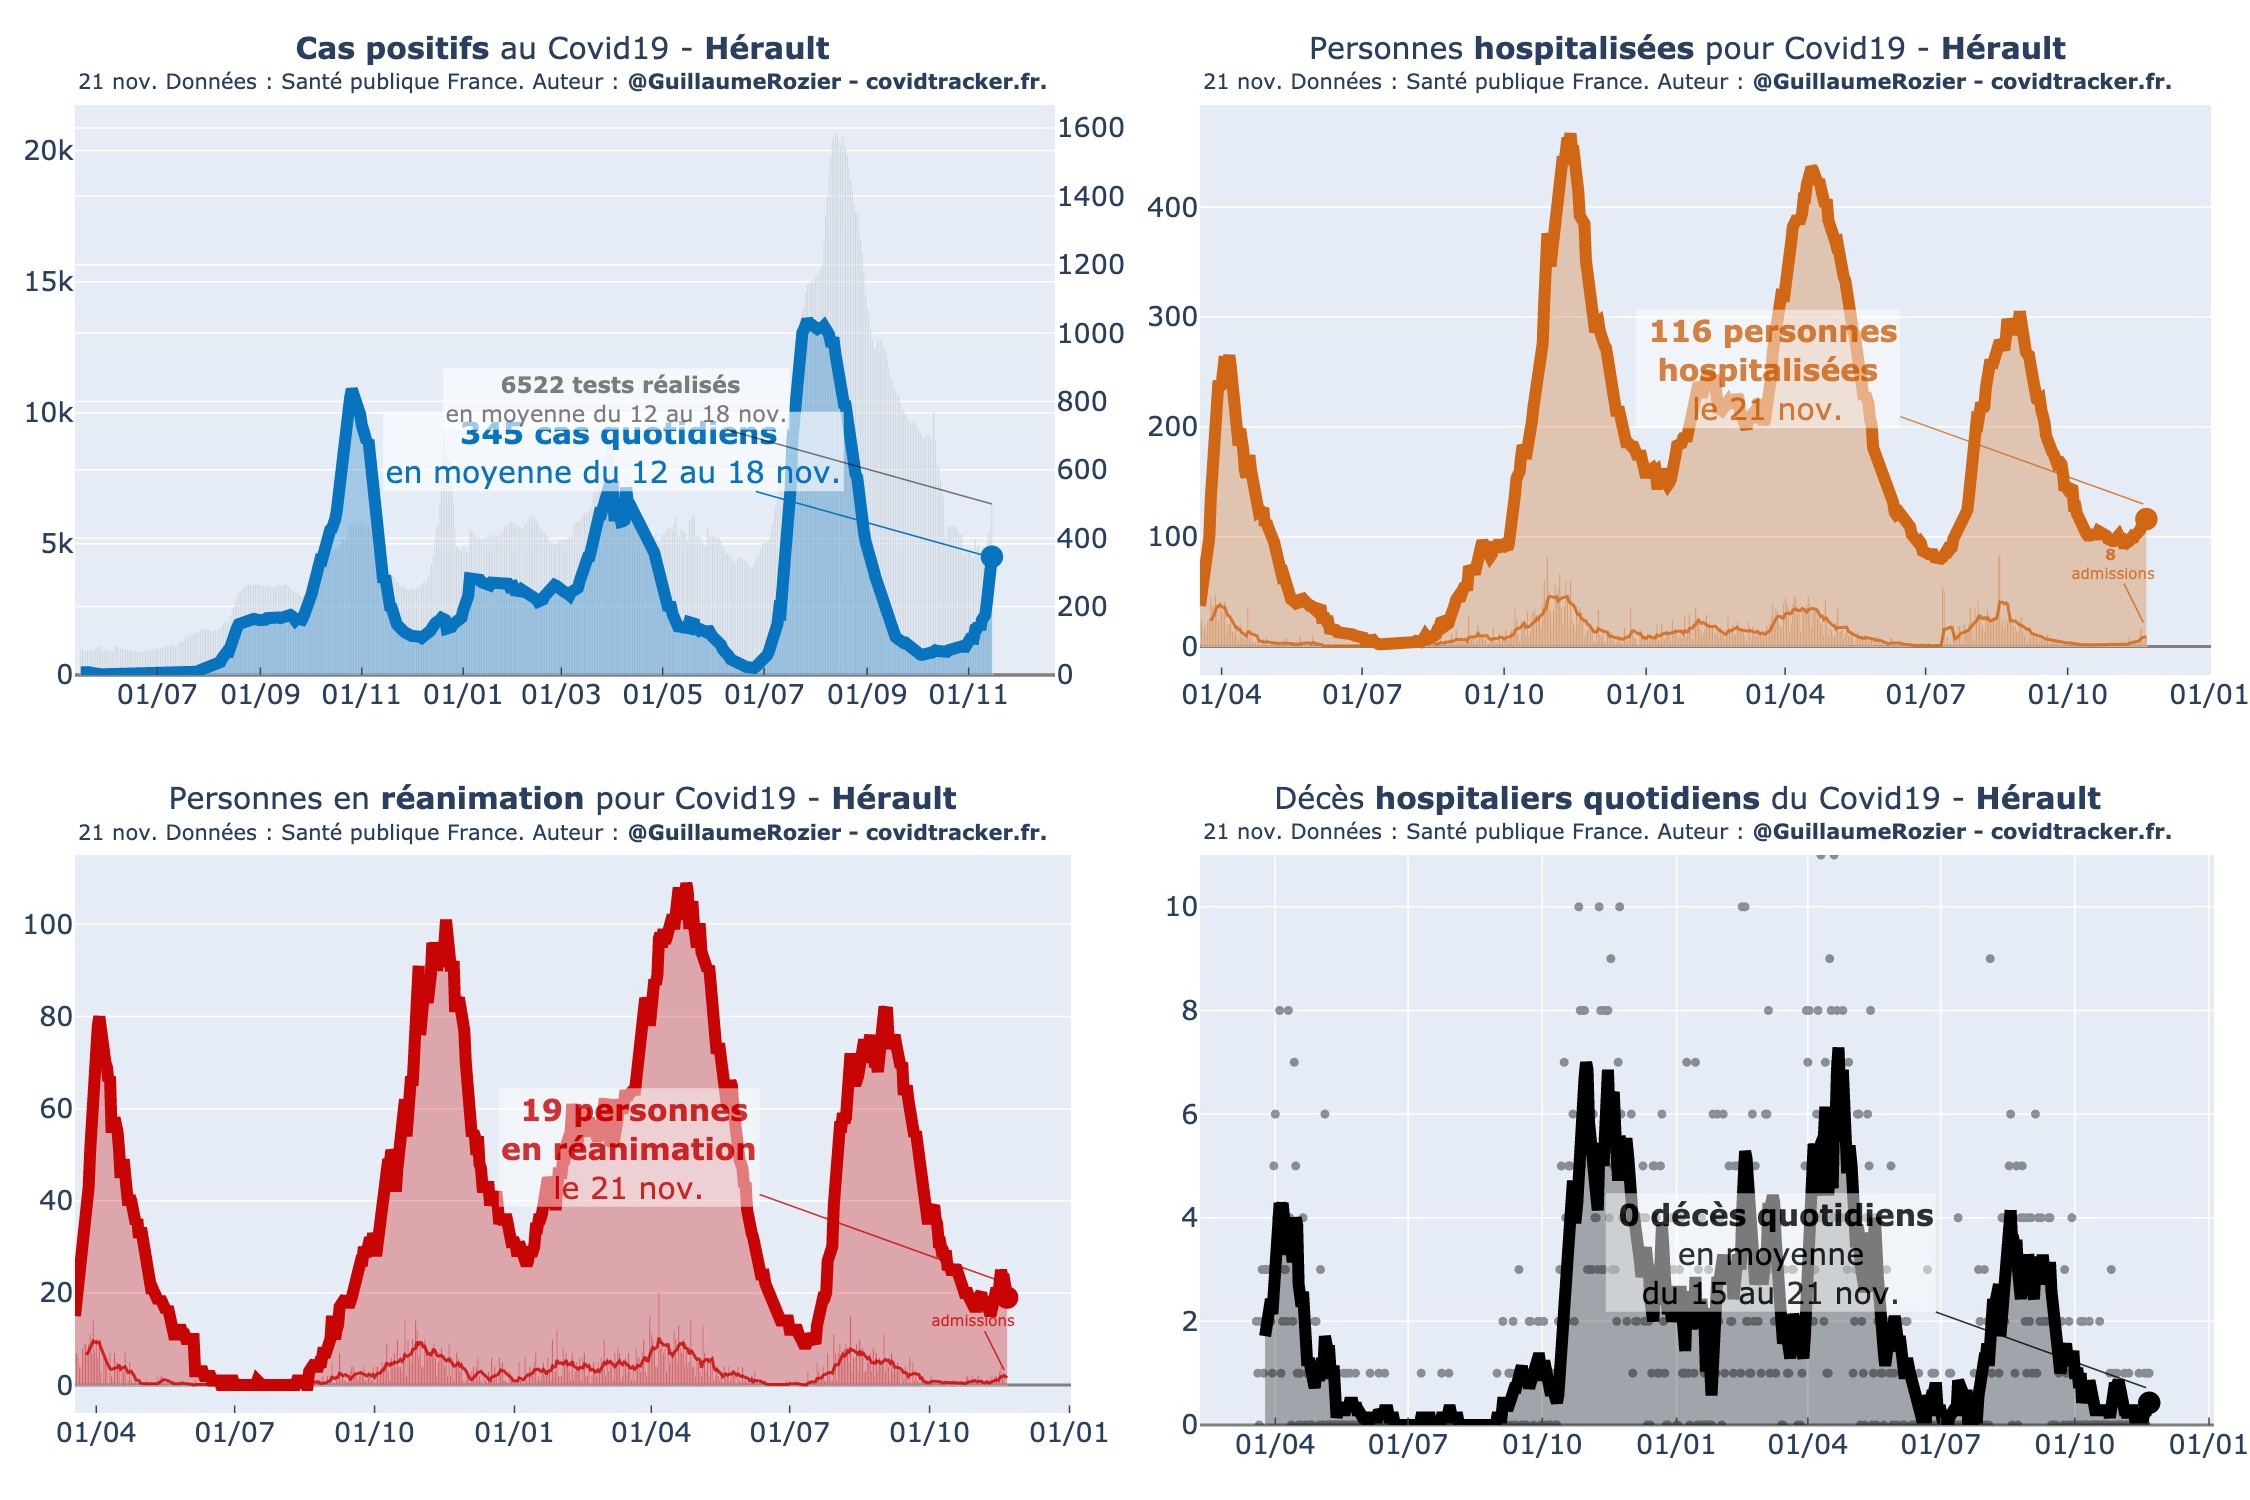 Cas positifs au Covid19 - Hérault
21 nov. Données : Santé publique France. Auteur : @GuillaumeRozier - covidtracker.fr.
20k
15k
10k
5k
0
1600
1400
1200
1000
800
600
400
200
0
6522 tests réalisés
en moyenne du 12 au 18 nov.
345 cas quotidiens
en moyenne du 12 au 18 nov.
01/07 01/09 01/11 01/01 01/03 01/05 01/07 01/09 01/11
Personnes hospitalisées pour Covid19 - Hérault
21 nov. Données : Santé publique France. Auteur : @GuillaumeRozier - covidtracker.fr.
400
300
200
100
0
116 personnes
hospitalisées
le 21 nov.
8
admissions
01/04 01/07 01/10 01/01 01/04 01/07 01/10 01/01
Personnes en réanimation pour Covid19 - Hérault
21 nov. Données : Santé publique France. Auteur : @GuillaumeRozier - covidtracker.fr.
100
80
60
40
20
0
19 personnes
en réanimation
le 21 nov.
admissions
01/04 01/07 01/10 01/01 01/04 01/07 01/10 01/01
Décès hospitaliers quotidiens du Covid19 - Hérault
21 nov. Données : Santé publique France. Auteur : @GuillaumeRozier - covidtracker.fr.
10
8
6
4
2
0
0 décès quotidiens
en moyenne
du 15 au 21 nov.
01/04 01/07 01/10 01/01 01/04 01/07 01/10 01/01